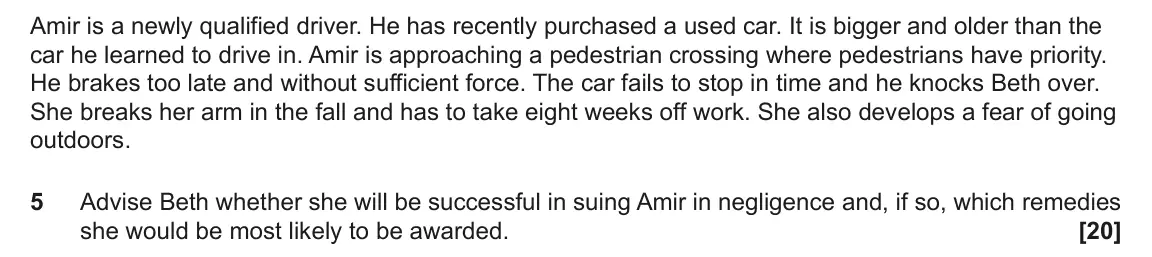 Amir is a newly qualified driver. He has recently purchased a used car. It is bigger and older than the
car he learned to drive in. Amir is approaching a pedestrian crossing where pedestrians have priority.
He brakes too late and without sufficient force. The car fails to stop in time and he knocks Beth over.
She breaks her arm in the fall and has to take eight weeks off work. She also develops a fear of going
outdoors.
5 Advise Beth whether she will be successful in suing Amir in negligence and, if so, which remedies
she would be most likely to be awarded. [20]